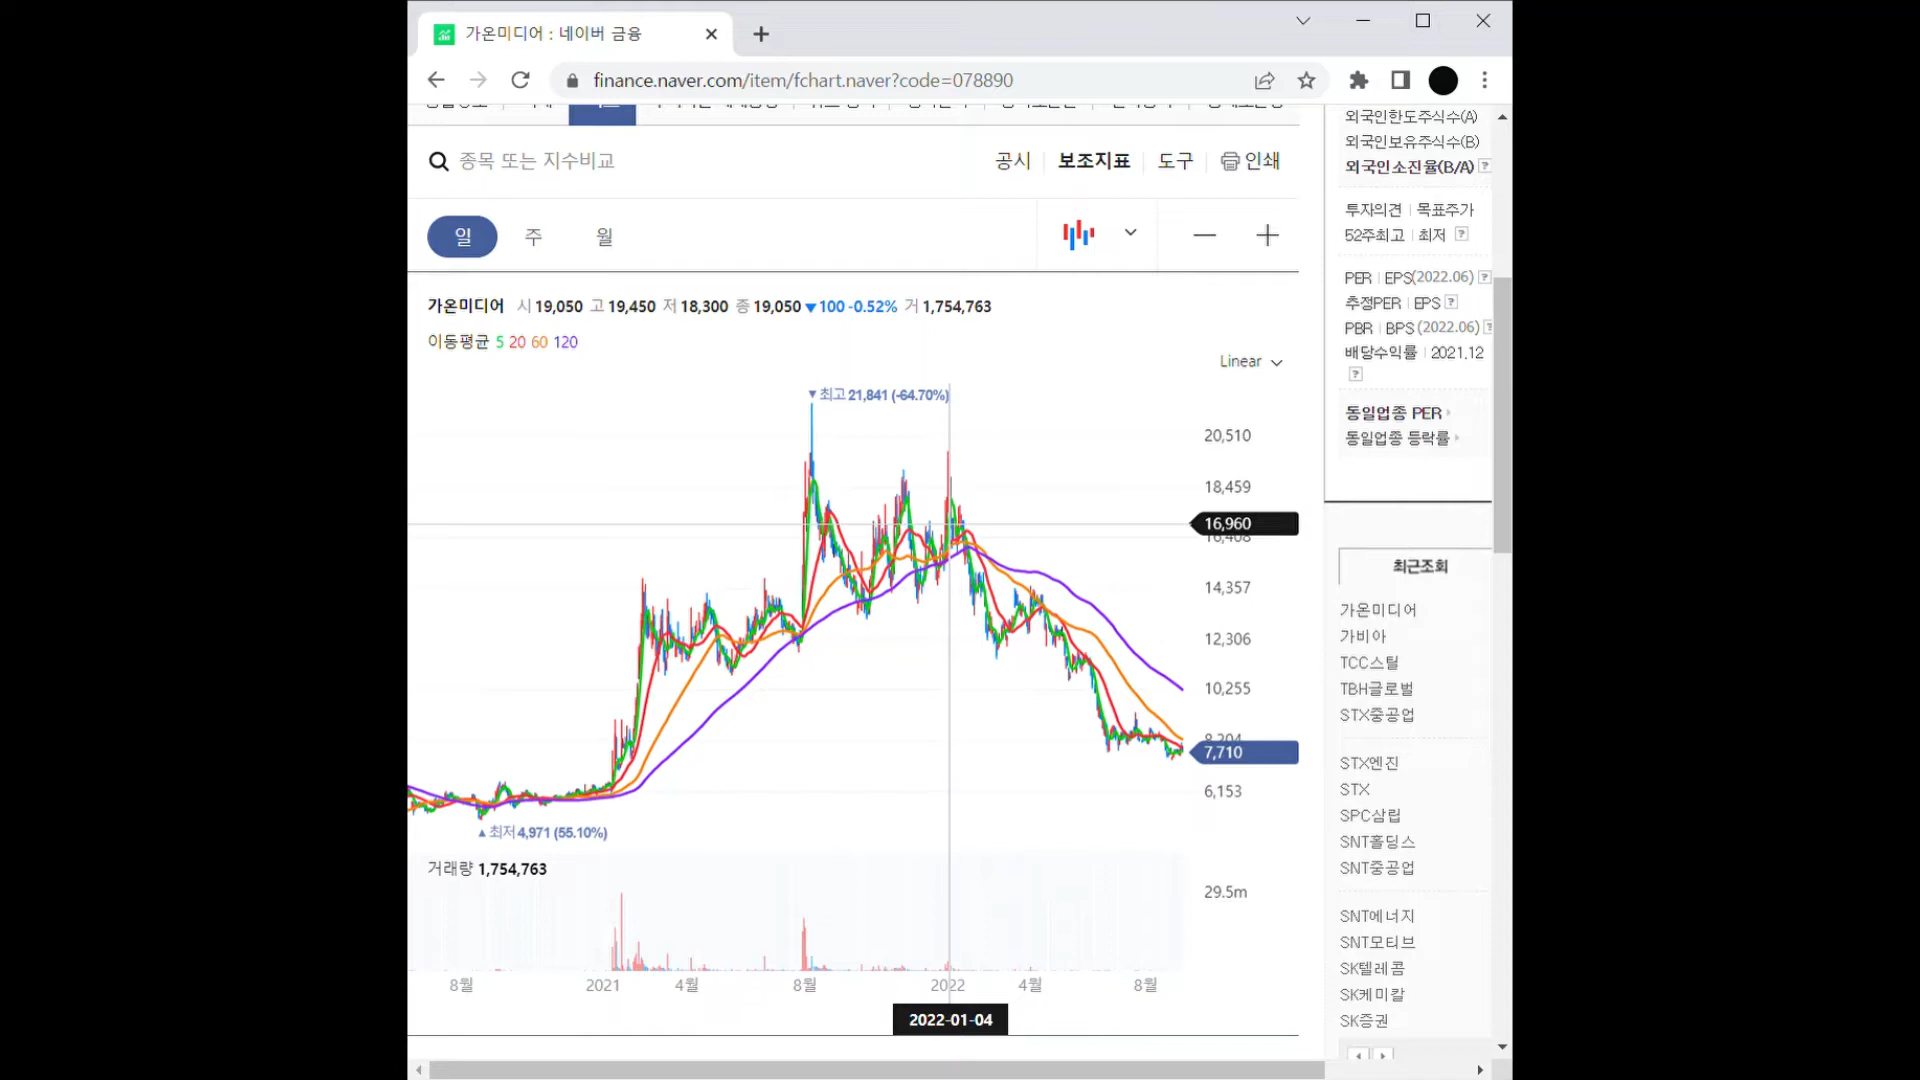 가온미디어 : 네이버 금융
finance.naver.com/item/fchart.naver?code=078890
종목 또는 지수비교
공시 보조지표 도구 인쇄
일 주 월
가온미디어 시 19,050 고 19,450 저 18,300 종 19,050 ▼100 -0.52% 거 1,754,763
이동평균 5 20 60 120
Linear
▼최고 21,841 (-64.70%)
20,510
18,459
16,960
16,408
14,357
12,306
10,255
8,204
7,710
6,153
▲최저 4,971 (55.10%)
거래량 1,754,763
29.5m
8월 2021 4월 8월 2022 4월 8월
2022-01-04
외국인한도주식수(A)
외국인보유주식수(B)
외국인소진율(B/A) ?
투자의견 | 목표주가
52주최고 | 최저 ?
PER | EPS(2022.06) ?
추정PER | EPS ?
PBR | BPS (2022.06) ?
배당수익률 | 2021.12
?
동일업종 PER
동일업종 등락률
최근조회
가온미디어
가비아
TCC스틸
TBH글로벌
STX중공업
STX엔진
STX
SPC삼립
SNT홀딩스
SNT중공업
SNT에너지
SNT모티브
SK텔레콤
SK케미칼
SK증권